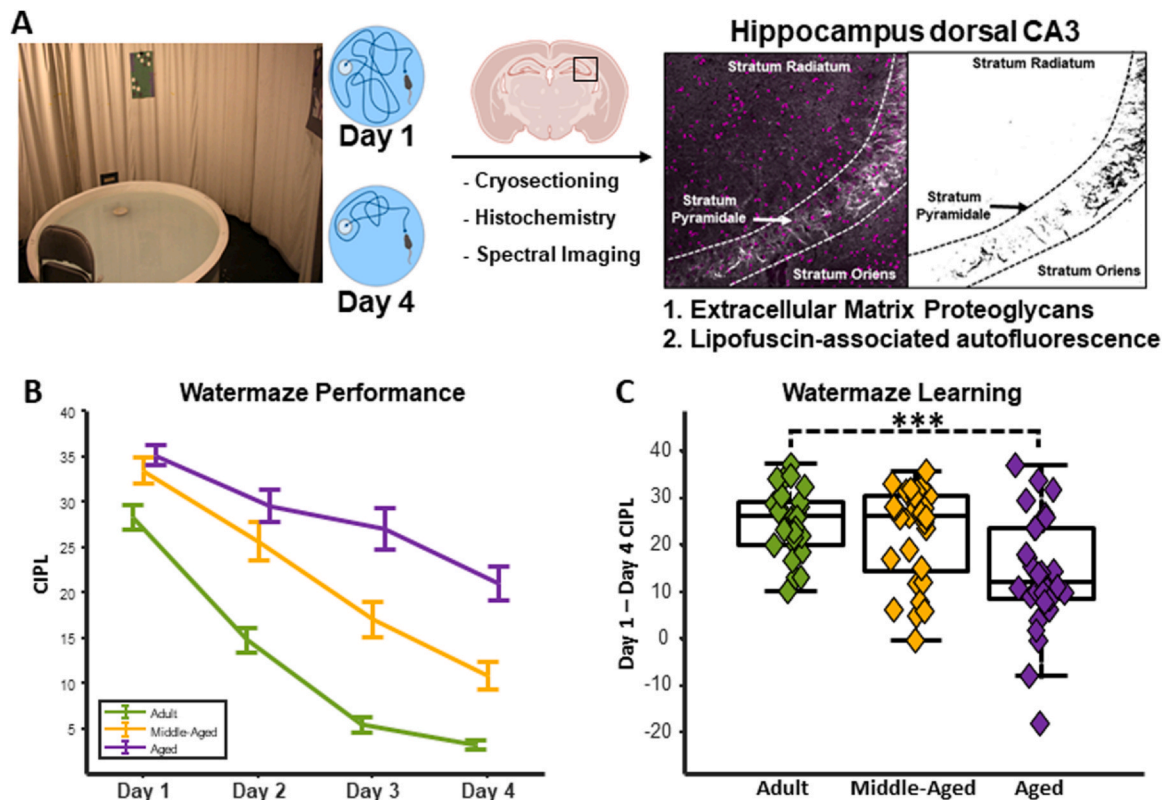 A
Day 1
Day 4
- Cryosectioning
- Histochemistry
- Spectral Imaging
Hippocampus dorsal CA3
Stratum Radiatum
Stratum
Pyramidale
Stratum Oriens
Stratum Radiatum
Stratum
Pyramidale
Stratum Oriens
1. Extracellular Matrix Proteoglycans
2. Lipofuscin-associated autofluorescence
B
Watermaze Performance
CIPL
40
35
30
25
20
15
10
5
Adult
Middle-Aged
Aged
Day 1 Day 2 Day 3 Day 4
C
Watermaze Learning
***
Day 1 – Day 4 CIPL
40
30
20
10
0
-10
-20
Adult Middle-Aged Aged